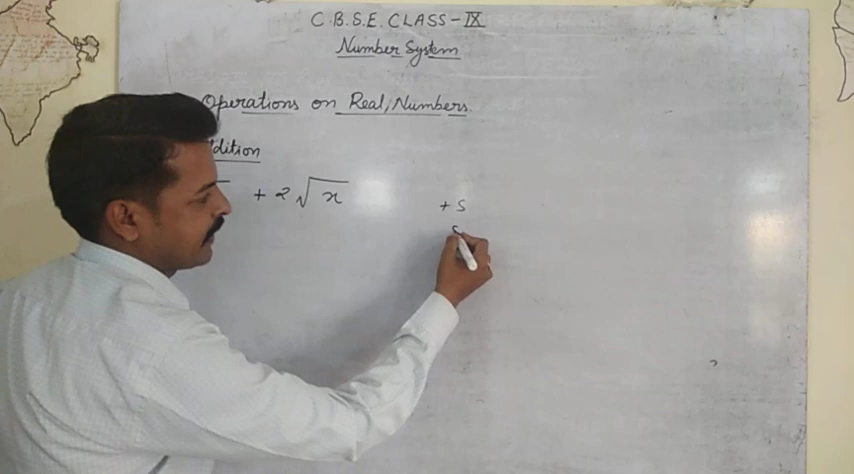 C.B.S.E. CLASS - IX
Number System
Operations on Real Numbers.
dition
+ 2 √x
+ 5